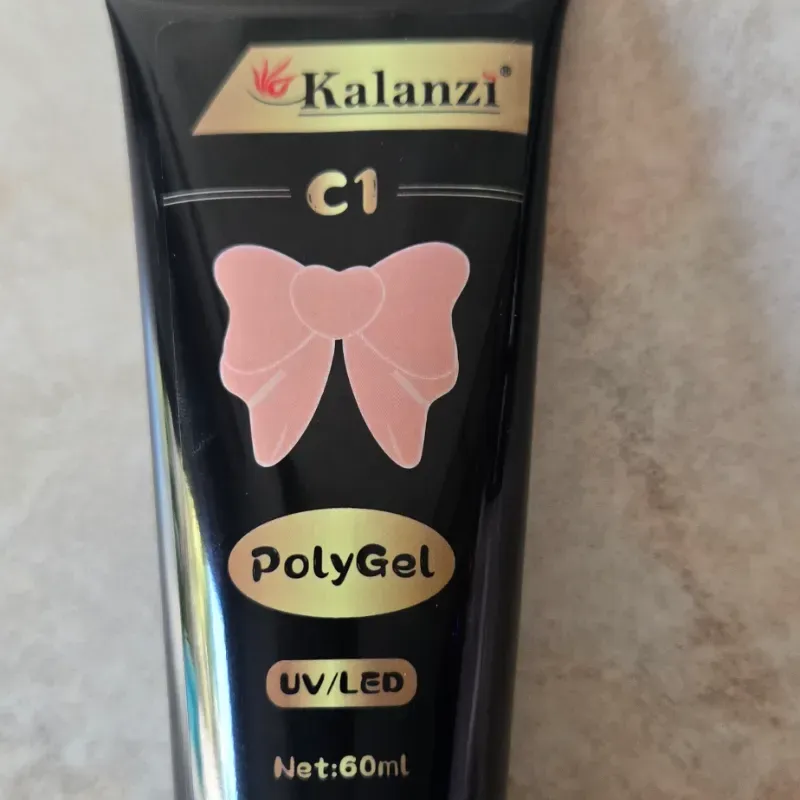 Kalanzi®
C1
PolyGel
UV/LED
Net:60ml